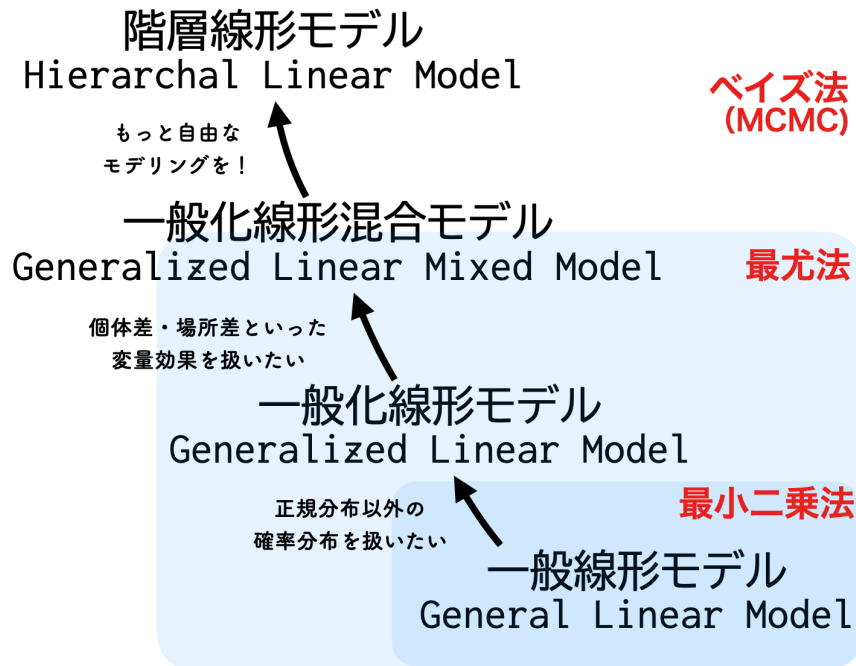 階層線形モデル
Hierarchal Linear Model
ベイズ法
(MCMC)
もっと自由な
モデリングを！
一般化線形混合モデル
Generalized Linear Mixed Model
最尤法
個体差・場所差といった
変量効果を扱いたい
一般化線形モデル
Generalized Linear Model
最小二乗法
正規分布以外の
確率分布を扱いたい
一般線形モデル
General Linear Model